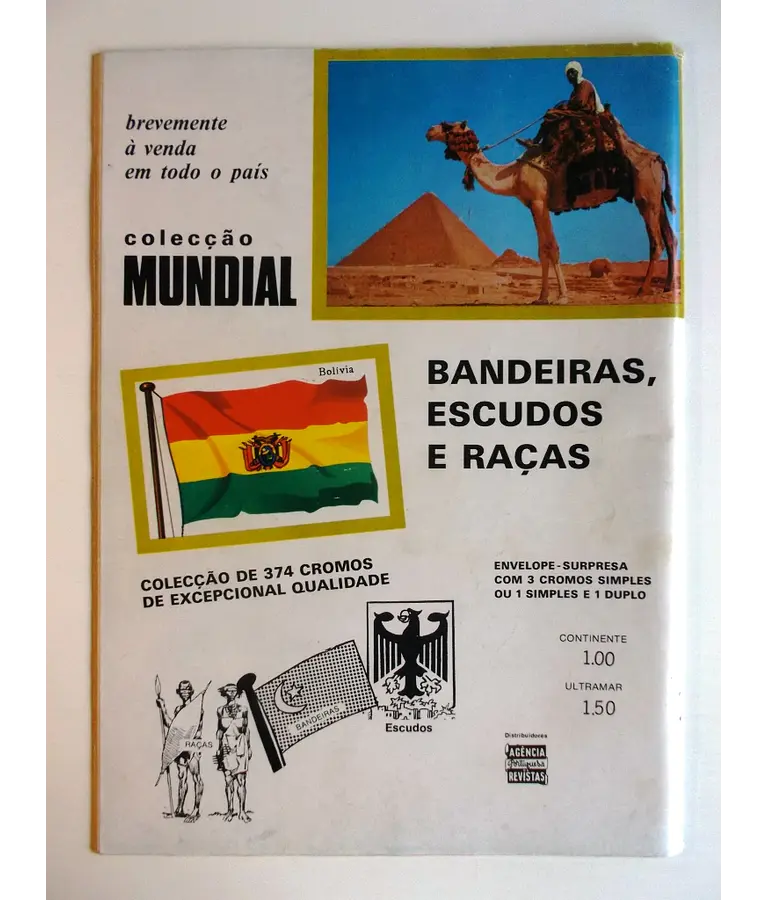 brevemente
à venda
em todo o país
colecção
MUNDIAL
Bolívia
BANDEIRAS,
ESCUDOS
E RAÇAS
COLECÇÃO DE 374 CROMOS
DE EXCEPCIONAL QUALIDADE
ENVELOPE-SURPRESA
COM 3 CROMOS SIMPLES
OU 1 SIMPLES E 1 DUPLO
CONTINENTE
1.00
ULTRAMAR
1,50
RAÇAS
BANDEIRAS
Escudos
Distribuidores
AGÊNCIA
Portuguesa
REVISTAS